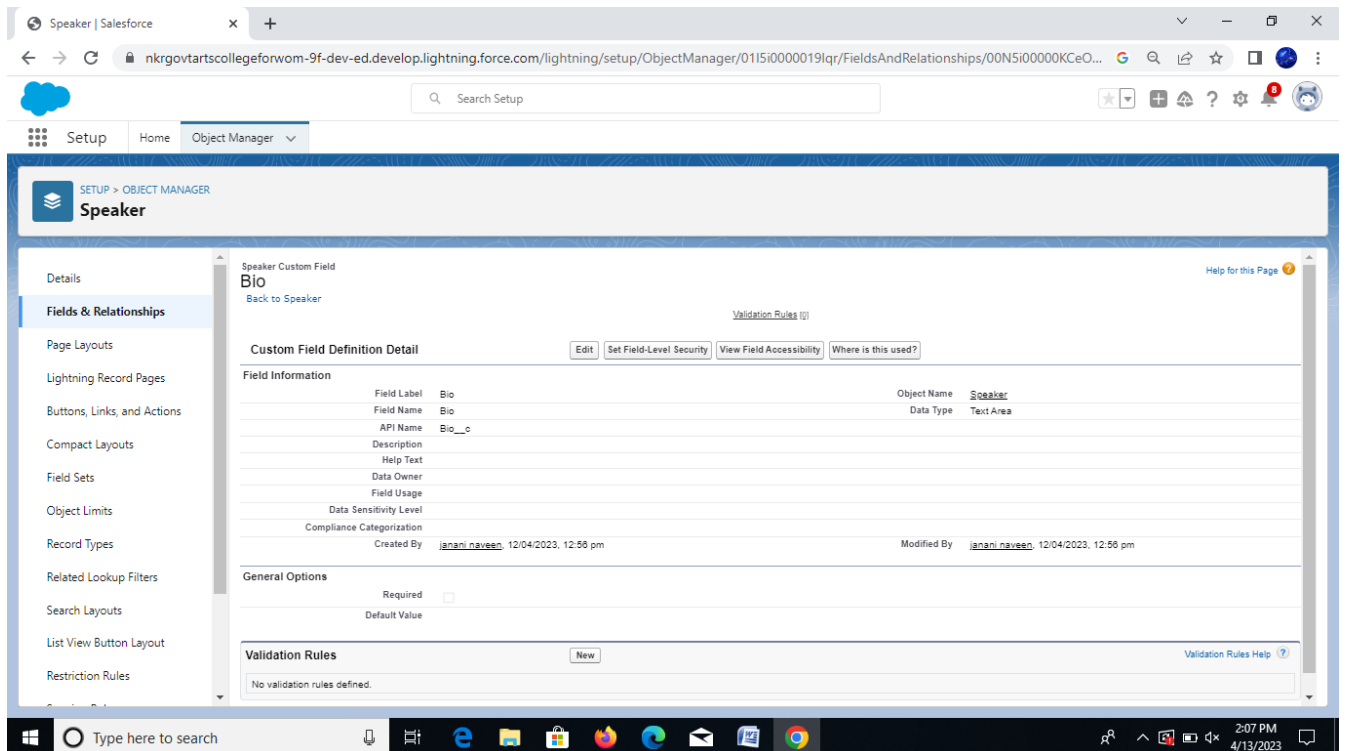 Speaker | Salesforce
nkrgovtartscollegeforwom-9f-dev-ed.develop.lightning.force.com/lightning/setup/ObjectManager/01I5i0000019Iqr/FieldsAndRelationships/00N5i00000KCeO...
Search Setup
8
Setup Home Object Manager
SETUP > OBJECT MANAGER
Speaker
Details
Fields & Relationships
Page Layouts
Lightning Record Pages
Buttons, Links, and Actions
Compact Layouts
Field Sets
Object Limits
Record Types
Related Lookup Filters
Search Layouts
List View Button Layout
Restriction Rules
Speaker Custom Field
Bio
Back to Speaker
Help for this Page
Validation Rules [0]
Custom Field Definition Detail Edit Set Field-Level Security View Field Accessibility Where is this used?
Field Information
Field Label Bio Object Name Speaker
Field Name Bio Data Type Text Area
API Name Bio__c
Description
Help Text
Data Owner
Field Usage
Data Sensitivity Level
Compliance Categorization
Created By janani naveen, 12/04/2023, 12:56 pm Modified By janani naveen, 12/04/2023, 12:56 pm
General Options
Required
Default Value
Validation Rules New Validation Rules Help ?
No validation rules defined.
Type here to search
2:07 PM
4/13/2023